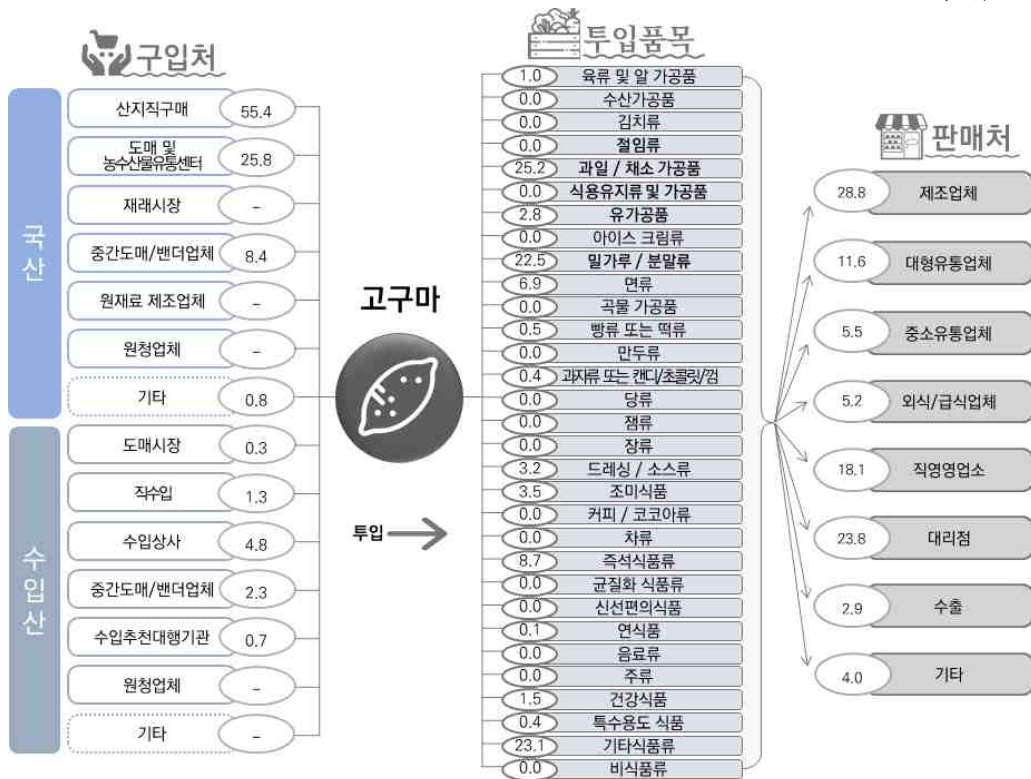 구입처
국산
산지직구매 55.4
도매 및
농수산물유통센터 25.8
재래시장 -
중간도매/밴더업체 8.4
원재료 제조업체 -
원청업체 -
기타 0.8
수입산
도매시장 0.3
직수입 1.3
수입상사 4.8
중간도매/밴더업체 2.3
수입추천대행기관 0.7
원청업체 -
기타 -
고구마
투입
투입품목
1.0 육류 및 알 가공품
0.0 수산가공품
0.0 김치류
0.0 절임류
25.2 과일 / 채소 가공품
0.0 식용유지류 및 가공품
2.8 유가공품
0.0 아이스 크림류
22.5 밀가루 / 분말류
6.9 면류
0.0 곡물 가공품
0.5 빵류 또는 떡류
0.0 만두류
0.4 과자류 또는 캔디/초콜릿/껌
0.0 당류
0.0 잼류
0.0 장류
3.2 드레싱 / 소스류
3.5 조미식품
0.0 커피 / 코코아류
0.0 차류
8.7 즉석식품류
0.0 균질화 식품류
0.0 신선편의식품
0.1 연식품
0.0 음료류
0.0 주류
1.5 건강식품
0.4 특수용도 식품
23.1 기타식품류
0.0 비식품류
판매처
28.8 제조업체
11.6 대형유통업체
5.5 중소유통업체
5.2 외식/급식업체
18.1 직영영업소
23.8 대리점
2.9 수출
4.0 기타